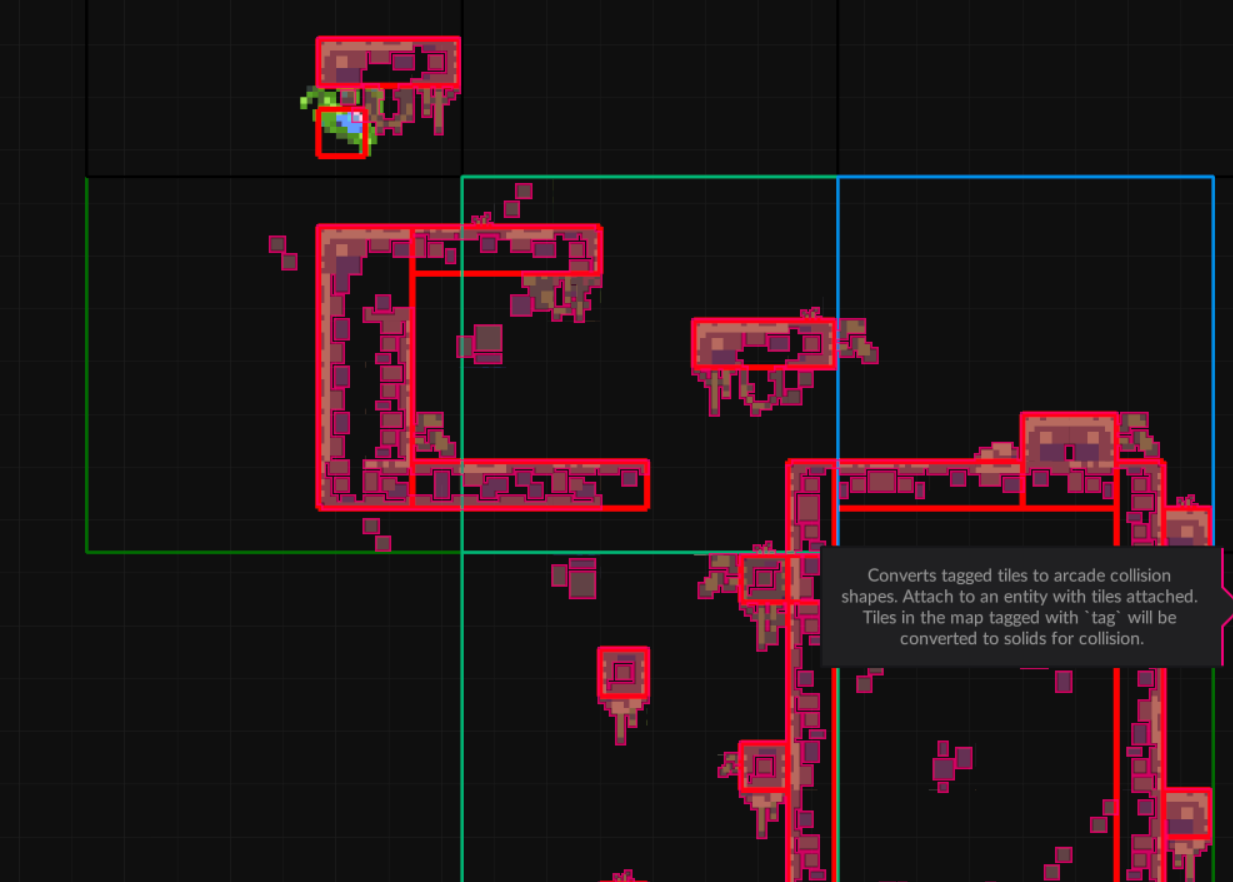 Converts tagged tiles to arcade collision
shapes. Attach to an entity with tiles attached.
Tiles in the map tagged with `tag` will be
converted to solids for collision.